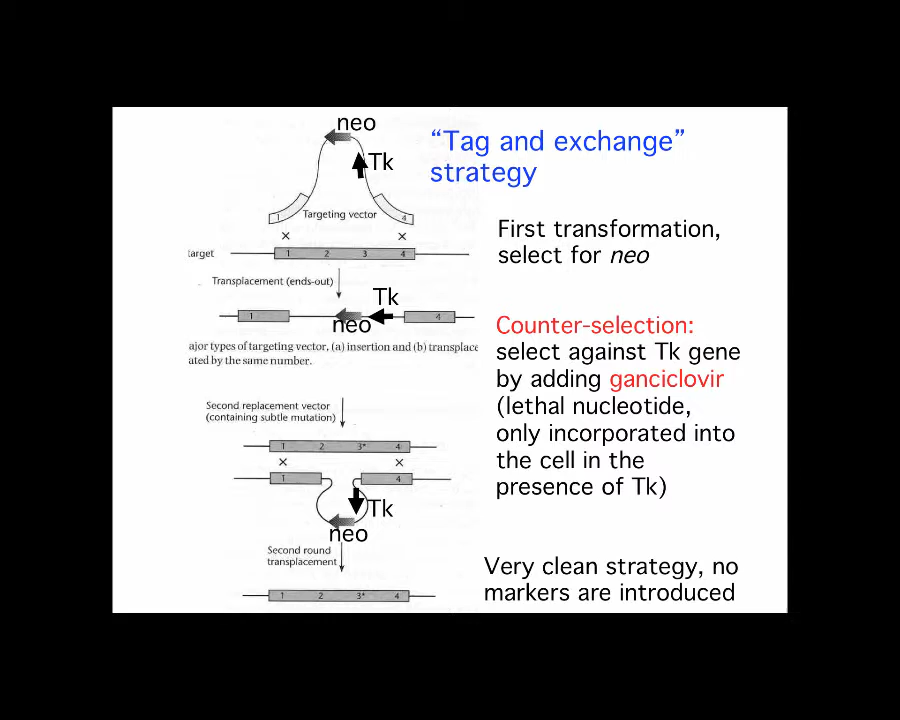 neo
“Tag and exchange”
strategy
Tk
1 Targeting vector 4
× ×
First transformation,
select for neo
target 1 2 3 4
Transplacement (ends-out)
Tk
1 4
neo
ajor types of targeting vector, (a) insertion and (b) transplace
ated by the same number.
Counter-selection:
select against Tk gene
by adding ganciclovir
(lethal nucleotide,
only incorporated into
the cell in the
presence of Tk)
Second replacement vector
(containing subtle mutation)
1 2 3* 4
× ×
1 4
Tk
neo
Second round
transplacement
1 2 3* 4
Very clean strategy, no
markers are introduced